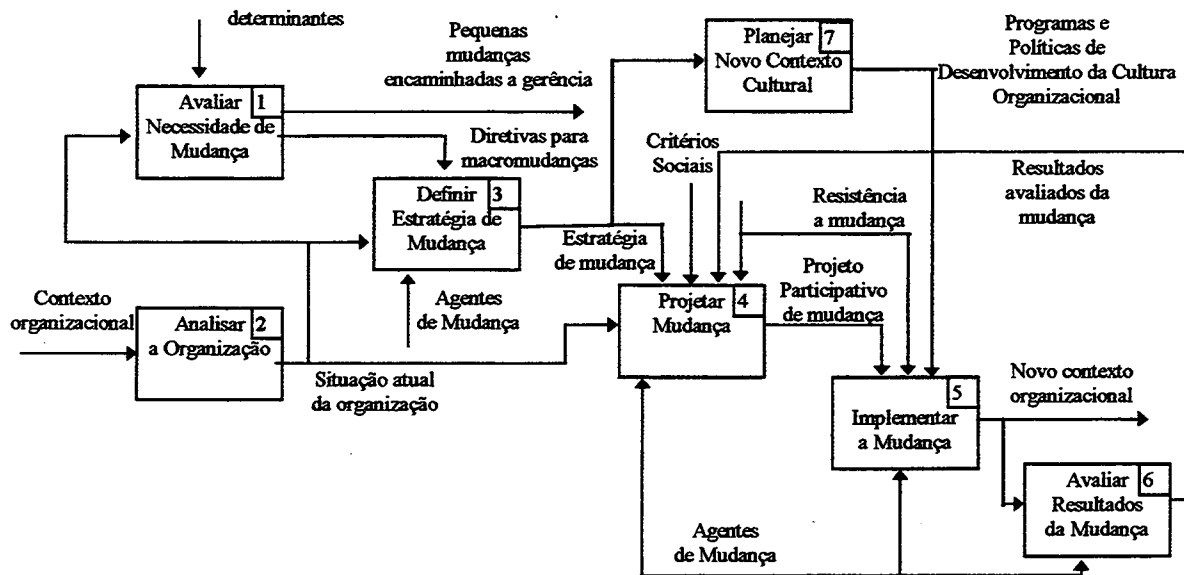 determinantes
Pequenas
mudanças
encaminhadas a gerência
Avaliar 1
Necessidade de
Mudança
Diretivas para
macromudanças
Planejar 7
Novo Contexto
Cultural
Programas e
Políticas de
Desenvolvimento da Cultura
Organizacional
Critérios
Sociais
Definir 3
Estratégia de
Mudança
Resistência
a mudança
Resultados
avaliados da
mudança
Estratégia
de mudança
Contexto
organizacional
Analisar 2
a Organização
Agentes
de Mudança
Projetar 4
Mudança
Projeto
Participativo
de mudança
Situação atual
da organização
5
Implementar
a Mudança
Novo contexto
organizacional
Avaliar 6
Resultados
da Mudança
Agentes
de Mudança